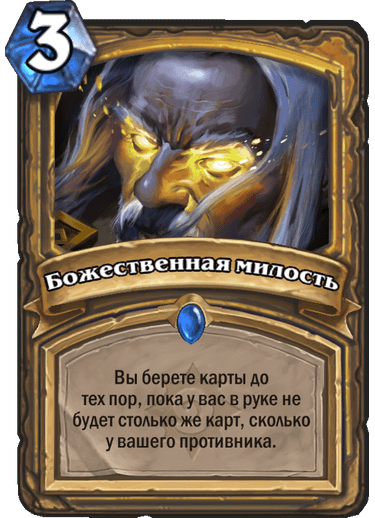 3
Божественная милость
Вы берете карты до
тех пор, пока у вас в руке не
будет столько же карт, сколько
у вашего противника.